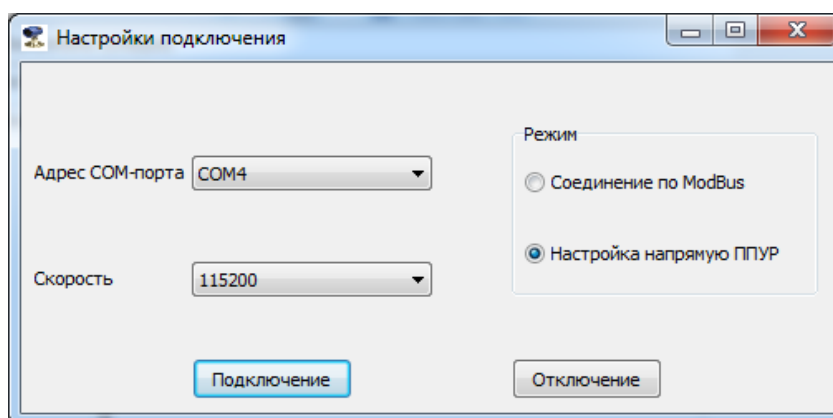 Настройки подключения
Режим
Адрес COM-порта
COM4
Соединение по ModBus
Настройка напрямую ППУР
Скорость
115200
Подключение
Отключение